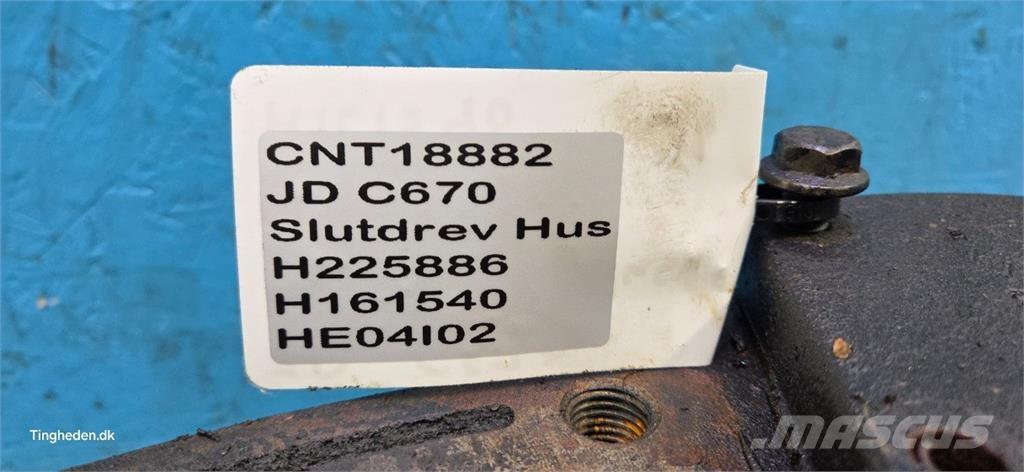 CNT18882
JD C670
Slutdrev Hus
H225886
H161540
HE04I02
Tingheden.dk
MASCUS